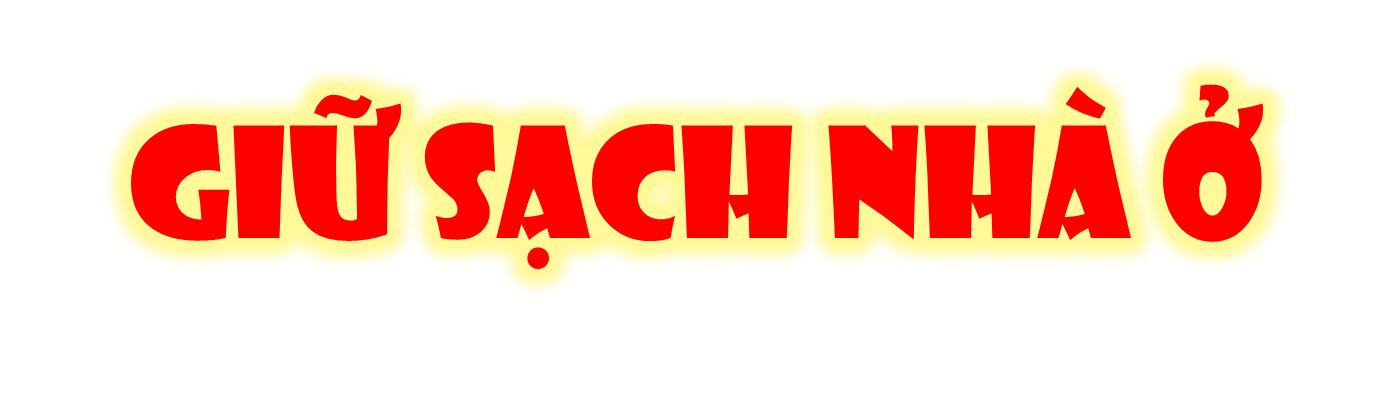 GIỮ SẠCH NHÀ Ở